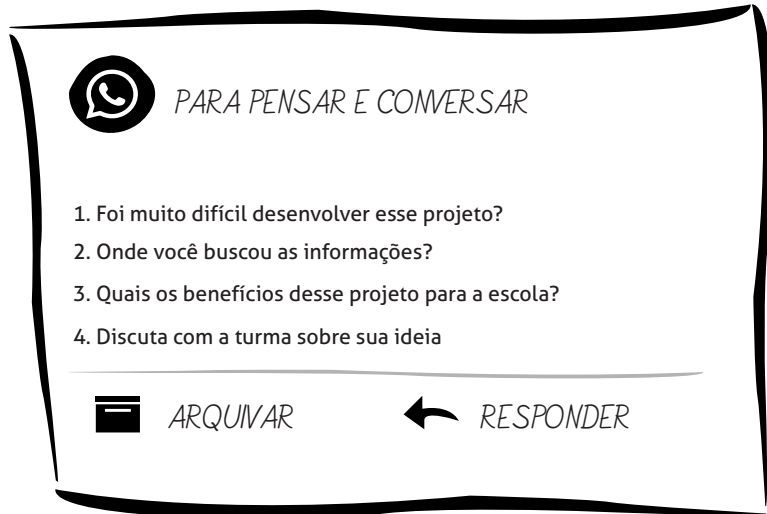 PARA PENSAR E CONVERSAR
1. Foi muito difícil desenvolver esse projeto?
2. Onde você buscou as informações?
3. Quais os benefícios desse projeto para a escola?
4. Discuta com a turma sobre sua ideia
ARQUIVAR RESPONDER